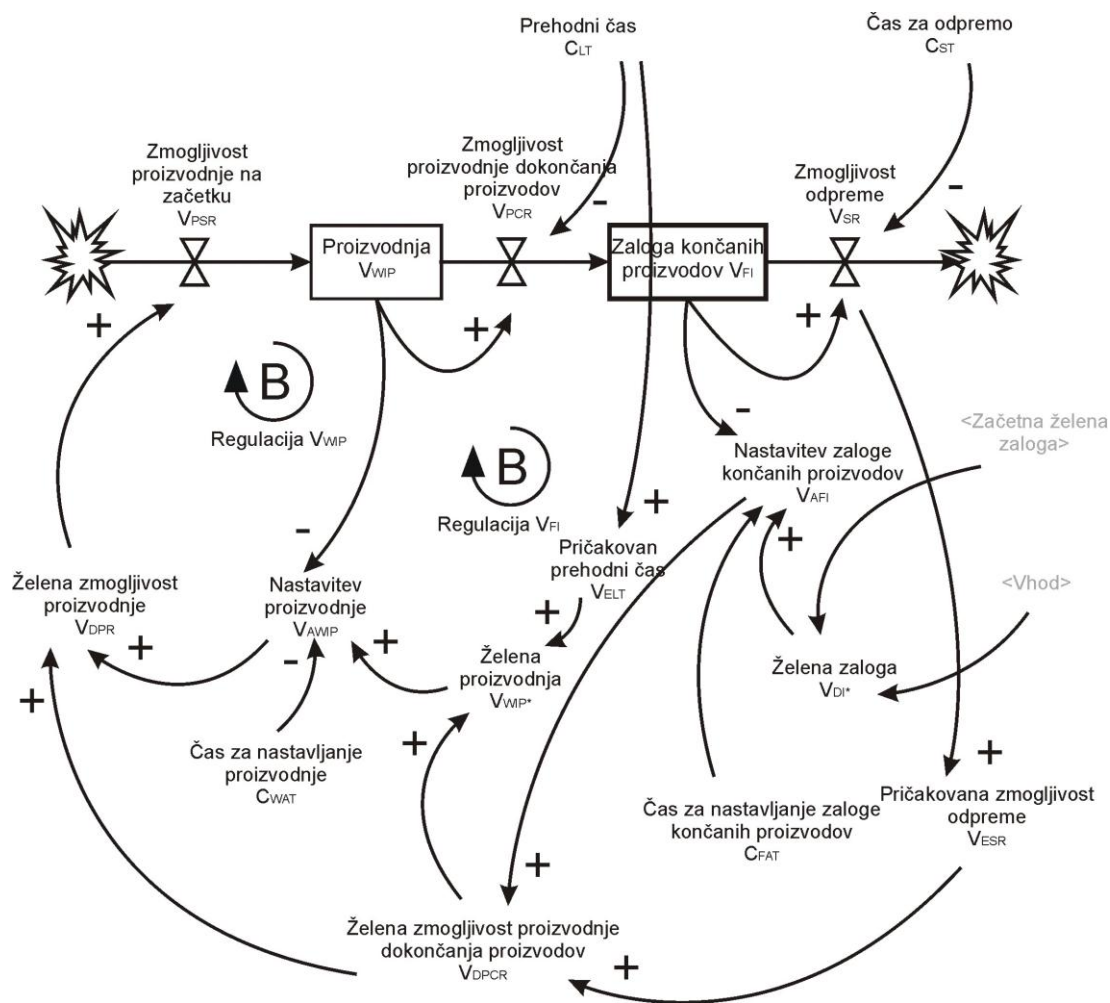 Prehodni čas
CLT
Čas za odpremo
CST
Zmogljivost
proizvodnje na
začetku
VPSR
Zmogljivost
proizvodnje dokončanja
proizvodov
VPCR
Zmogljivost
odpreme
VSR
-
-
Proizvodnja
VWIP
Zaloga končanih
proizvodov VFI
+
+
+
B
Regulacija VWIP
B
Regulacija VFI
-
<Začetna želena
zaloga>
Nastavitev zaloge
končanih proizvodov
VAFI
+
+
-
Pričakovan
prehodni čas
VELT
<Vhod>
Želena zmogljivost
proizvodnje
VDPR
Nastavitev
proizvodnje
VAWIP
+
+
+
-
Želena
proizvodnja
VWIP*
Želena zaloga
VDI*
+
+
+
Čas za nastavljanje
proizvodnje
CWAT
Čas za nastavljanje zaloge
končanih proizvodov
CFAT
Pričakovana zmogljivost
odpreme
VESR
+
Želena zmogljivost proizvodnje
dokončanja proizvodov
VDPCR
+